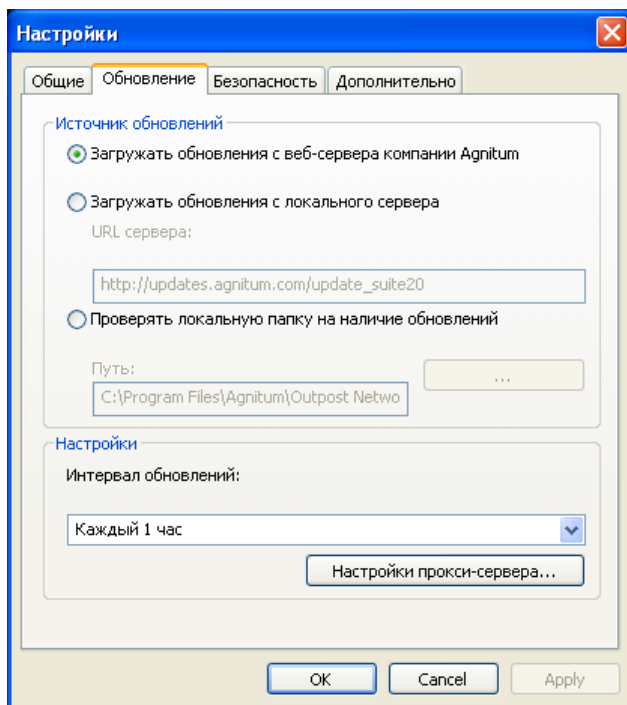 Настройки
Общие Обновление Безопасность Дополнительно
Источник обновлений
Загружать обновления с веб-сервера компании Agnitum
Загружать обновления с локального сервера
URL сервера:
http://updates.agnitum.com/update_suite20
Проверять локальную папку на наличие обновлений
Путь:
C:\Program Files\Agnitum\Outpost Netwo ...
Настройки
Интервал обновлений:
Каждый 1 час
Настройки прокси-сервера...
OK Cancel Apply